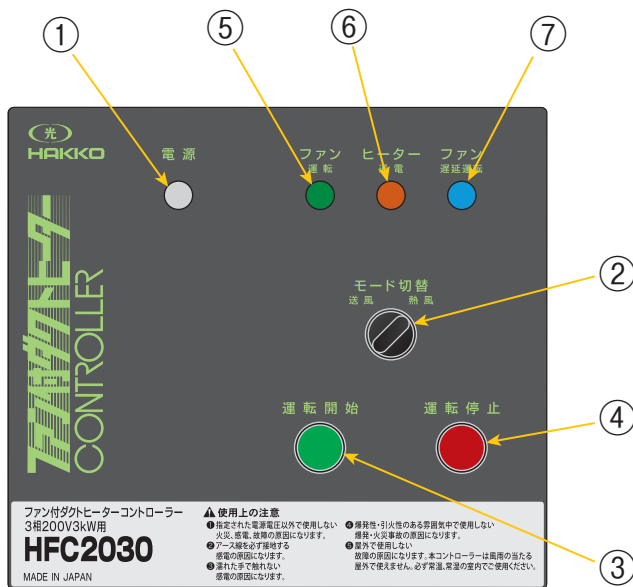 ① ⑤ ⑥ ⑦
光
HAKKO
電源
ファン
運転
ヒーター
通電
ファン
遅延運転
ファン付ダクトヒーター
CONTROLLER
モード切替
送風 熱風
②
運転開始
運転停止
④
③
ファン付ダクトヒーターコントローラー
3相200V3kW用
HFC2030
MADE IN JAPAN
使用上の注意
❶指定された電源電圧以外で使用しない
火災、感電、故障の原因になります。
❷アース線を必ず接地する
感電の原因になります。
❸濡れた手で触れない
感電の原因になります。
❹爆発性・引火性のある雰囲気中で使用しない
爆発・火災事故の原因になります。
❺屋外で使用しない
故障の原因になります。本コントローラーは風雨の当たる
屋外で使えません。必ず常温、常湿の室内でご使用ください。